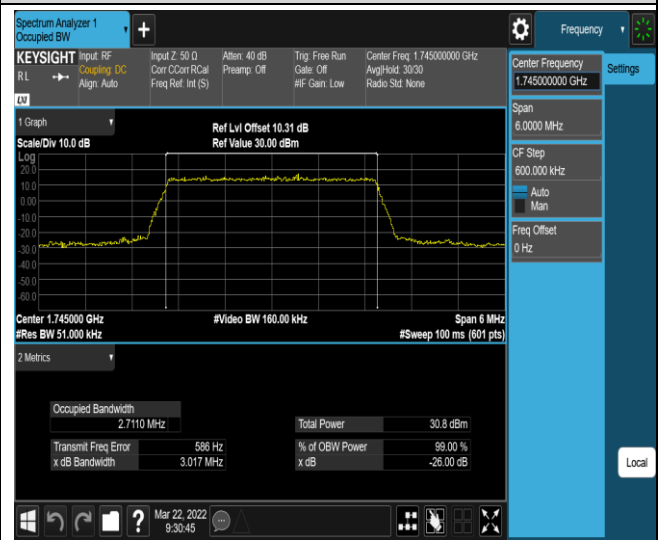 Spectrum Analyzer 1
Occupied BW
Frequency
KEYSIGHT
R L
LXI
Input: RF
Coupling: DC
Align: Auto
Input Z: 50 Ω
Corr CCorr RCal
Freq Ref: Int (S)
Atten: 40 dB
Preamp: Off
Trig: Free Run
Gate: Off
#IF Gain: Low
Center Freq: 1.745000000 GHz
Avg|Hold: 30/30
Radio Std: None
Center Frequency
1.745000000 GHz
Settings
Span
6.0000 MHz
CF Step
600.000 kHz
Auto
Man
Freq Offset
0 Hz
1 Graph
Scale/Div 10.0 dB
Ref Lvl Offset 10.31 dB
Ref Value 30.00 dBm
Log
20.0
10.0
0.00
-10.0
-20.0
-30.0
-40.0
-50.0
-60.0
Center 1.745000 GHz
#Video BW 160.00 kHz
Span 6 MHz
#Res BW 51.000 kHz
#Sweep 100 ms (601 pts)
2 Metrics
Occupied Bandwidth
2.7110 MHz
Total Power 30.8 dBm
Transmit Freq Error 586 Hz
% of OBW Power 99.00 %
x dB Bandwidth 3.017 MHz
x dB -26.00 dB
Local
?
Mar 22, 2022
9:30:45